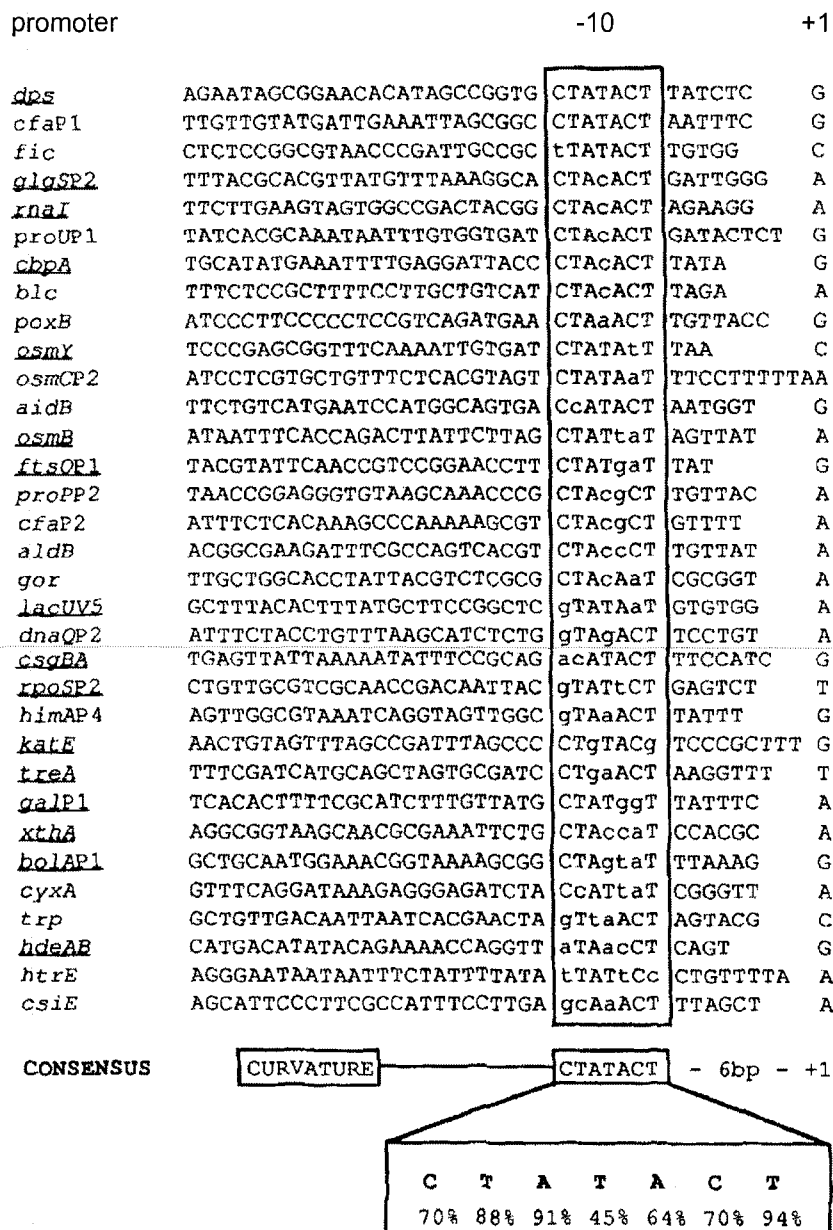 promoter -10 +1
dps AGAATAGCGGAACACATAGCCGGTG CTATACT TATCTC G
cfaP1 TTGTTGTATGATTGAAATTAGCGGC CTATACT AATTTC G
fic CTCTCCGGCGTAACCCGATTGCCGC tTATACT TGTGG C
glgSP2 TTTACGCACGTTATGTTTAAAGGCA CTAcACT GATTGGG A
rnaI TTCTTGAAGTAGTGGCCGACTACGG CTAcACT AGAAGG A
proUP1 TATCACGCAAATAATTTGTGGTGAT CTAcACT GATACTCT G
cbpA TGCATATGAAATTTTGAGGATTACC CTAcACT TATA G
blc TTTCTCCGCTTTTCCTTGCTGTCAT CTAcACT TAGA A
poxB ATCCCTTCCCCCTCCGTCAGATGAA CTAaACT TGTTACC G
osmY TCCCGAGCGGTTTCAAAATTGTGAT CTATAtT TAA C
osmCP2 ATCCTCGTGCTGTTTCTCACGTAGT CTATAaT TTCCTTTTTAA
aidB TTCTGTCATGAATCCATGGCAGTGA CcATACT AATGGT G
osmB ATAATTTCACCAGACTTATTCTTAG CTATtaT AGTTAT A
ftsQP1 TACGTATTCAACCGTCCGGAACCTT CTATgaT TAT G
proPP2 TAACCGGAGGGTGTAAGCAAACCCG CTAcgCT TGTTAC A
cfaP2 ATTTCTCACAAAGCCCAAAAAGCGT CTAcgCT GTTTT A
aldB ACGGCGAAGATTTCGCCAGTCACGT CTAccCT TGTTAT A
gor TTGCTGGCACCTATTACGTCTCGCG CTAcAaT CGCGGT A
lacUV5 GCTTTACACTTTATGCTTCCGGCTC gTATAaT GTGTGG A
dnaQP2 ATTTCTACCTGTTTAAGCATCTCTG gTAgACT TCCTGT A
csgBA TGAGTTATTAAAAATATTTCCGCAG acATACT TTCCATC G
rpoSP2 CTGTTGCGTCGCAACCGACAATTAC gTATtCT GAGTCT T
himAP4 AGTTGGCGTAAATCAGGTAGTTGGC gTAaACT TATTT G
katE AACTGTAGTTTAGCCGATTTAGCCC CTgTACg TCCCGCTTT G
treA TTTCGATCATGCAGCTAGTGCGATC CTgaACT AAGGTTT T
galP1 TCACACTTTTCGCATCTTTGTTATG CTATggT TATTTC A
xthA AGGCGGTAAGCAACGCGAAATTCTG CTAccaT CCACGC A
bolAP1 GCTGCAATGGAAACGGTAAAAGCGG CTAgtaT TTAAAG G
cyxA GTTTCAGGATAAAGAGGGAGATCTA CcATtaT CGGGTT A
trp GCTGTTGACAATTAATCACGAACTA gTtaACT AGTACG C
hdeAB CATGACATATACAGAAAACCAGGTT aTAacCT CAGT G
htrE AGGGAATAATAATTTCTATTTTATA tTATtCc CTGTTTTA A
csiE AGCATTCCCTTCGCCATTTCCTTGA gcAaACT TTAGCT A
CONSENSUS CURVATURE CTATACT - 6bp - +1
C T A T A C T
70% 88% 91% 45% 64% 70% 94%